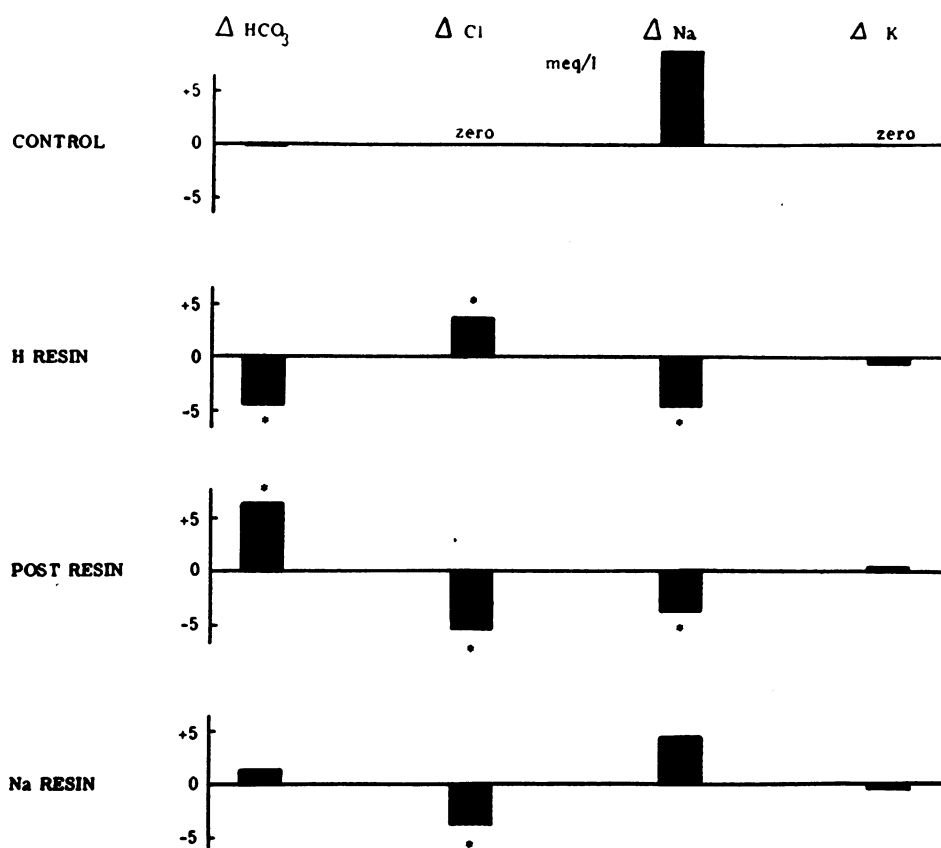 Δ HCO3 Δ Cl Δ Na Δ K
meq/l
+5
CONTROL 0 zero zero
-5
+5 *
H RESIN 0
-5
* *
*
+5
POST RESIN 0
-5 *
*
+5
Na RESIN 0
-5
*